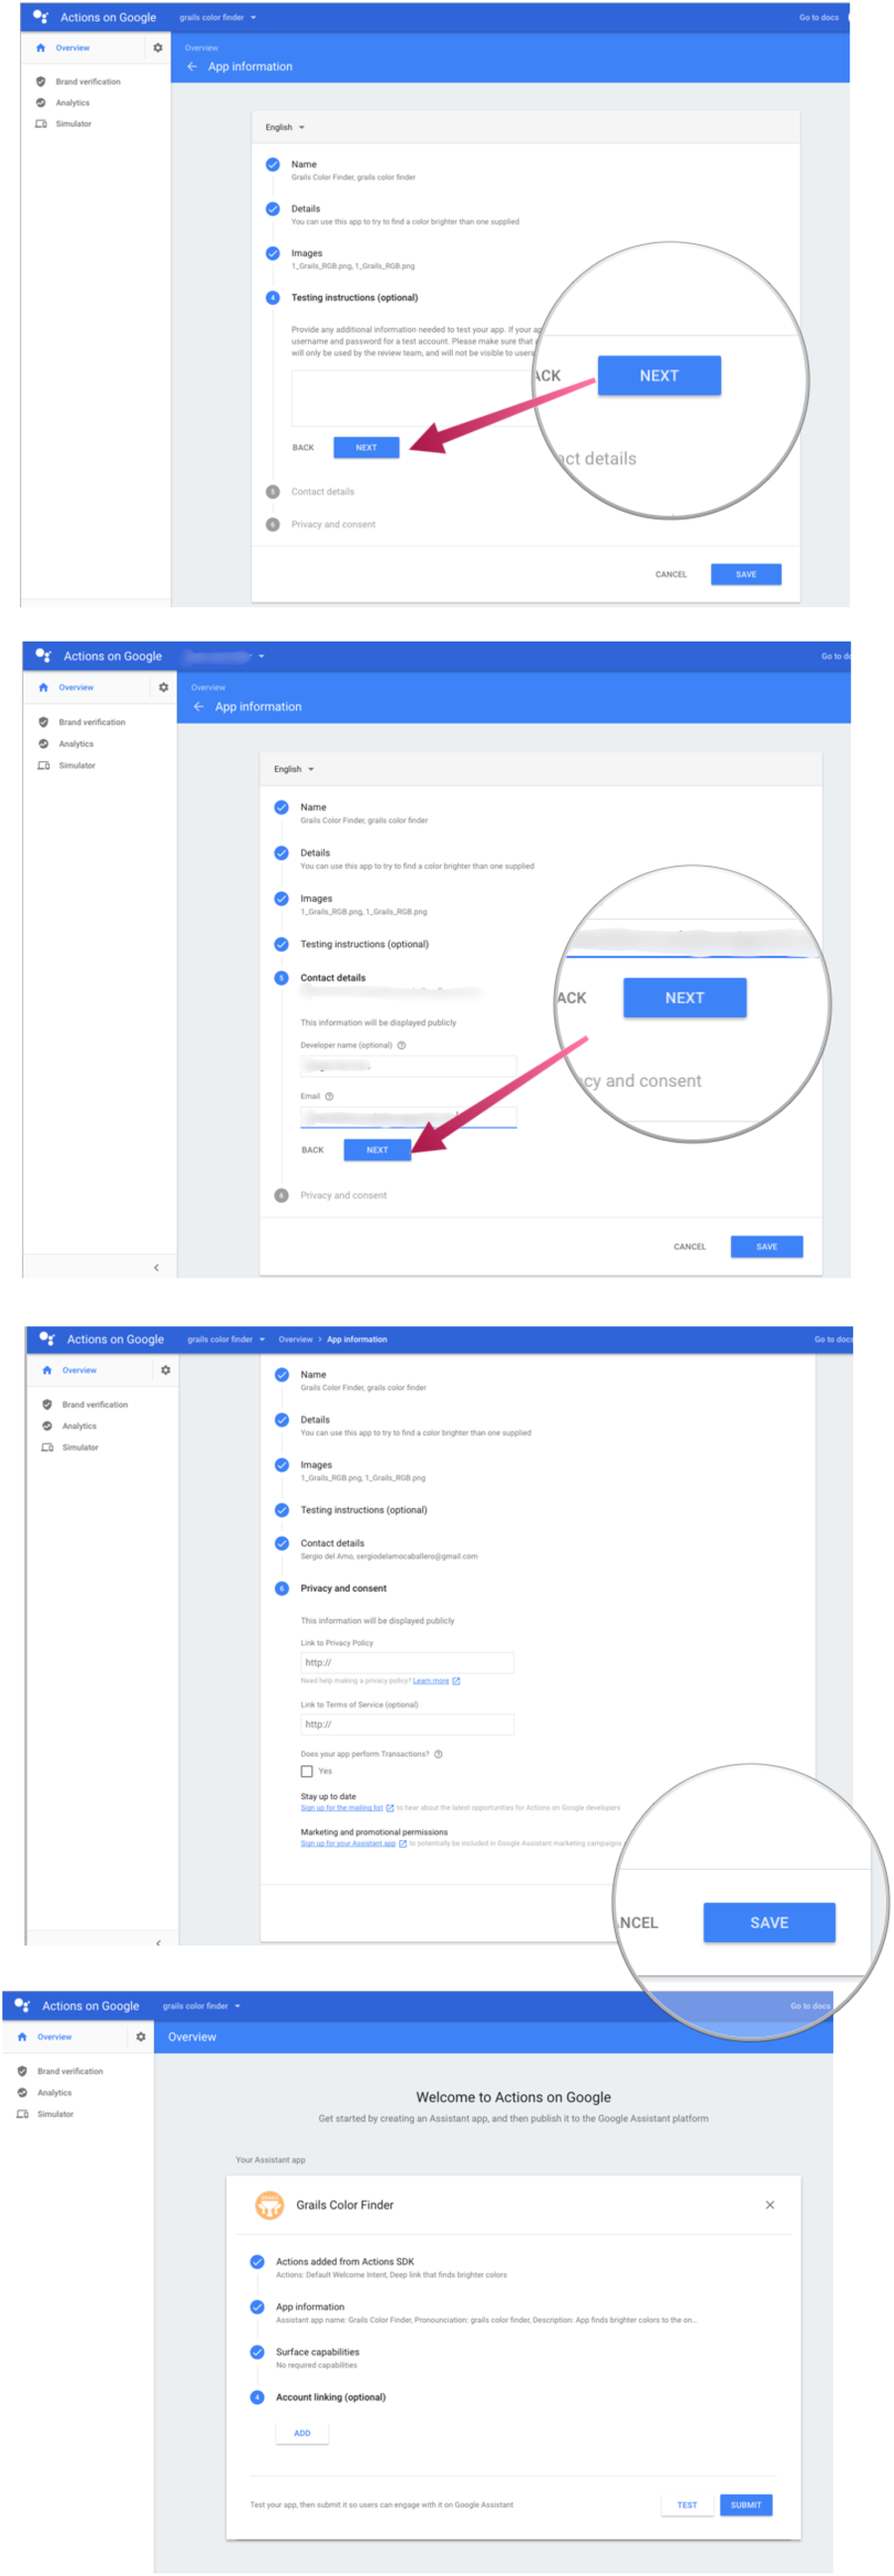 Actions on Google
grails color finder
Go to docs
Overview
Overview
App information
Brand verification
Analytics
Simulator
English
Name
Grails Color Finder, grails color finder
Details
You can use this app to try to find a color brighter than one supplied
Images
1_Grails_RGB.png, 1_Grails_RGB.png
4
Testing instructions (optional)
Provide any additional information needed to test your app. If your ap
username and password for a test account. Please make sure that
will only be used by the review team, and will not be visible to users
ACK
NEXT
BACK
NEXT
act details
5
Contact details
6
Privacy and consent
CANCEL
SAVE
Actions on Google
Go to do
Overview
Overview
App information
Brand verification
Analytics
Simulator
English
Name
Grails Color Finder, grails color finder
Details
You can use this app to try to find a color brighter than one supplied
Images
1_Grails_RGB.png, 1_Grails_RGB.png
Testing instructions (optional)
5
Contact details
ACK
NEXT
This information will be displayed publicly
Developer name (optional)
cy and consent
Email
BACK
NEXT
6
Privacy and consent
CANCEL
SAVE
Actions on Google
grails color finder
Overview > App information
Go to docs
Overview
Brand verification
Analytics
Simulator
Name
Grails Color Finder, grails color finder
Details
You can use this app to try to find a color brighter than one supplied
Images
1_Grails_RGB.png, 1_Grails_RGB.png
Testing instructions (optional)
Contact details
Sergio del Amo, sergiodelamocaballero@gmail.com
6
Privacy and consent
This information will be displayed publicly
Link to Privacy Policy
http://
Need help making a privacy policy? Learn more
Link to Terms of Service (optional)
http://
Does your app perform Transactions?
Yes
Stay up to date
Sign up for the mailing list to hear about the latest opportunities for Actions on Google developers
Marketing and promotional permissions
Sign up for your Assistant app to potentially be included in Google Assistant marketing campaigns
NCEL
SAVE
Actions on Google
grails color finder
Go to docs
Overview
Overview
Brand verification
Analytics
Simulator
Welcome to Actions on Google
Get started by creating an Assistant app, and then publish it to the Google Assistant platform
Your Assistant app
Grails Color Finder
Actions added from Actions SDK
Actions: Default Welcome Intent, Deep link that finds brighter colors
App information
Assistant app name: Grails Color Finder, Pronounciation: grails color finder, Description: App finds brighter colors to the on...
Surface capabilities
No required capabilities
4
Account linking (optional)
ADD
Test your app, then submit it so users can engage with it on Google Assistant
TEST
SUBMIT